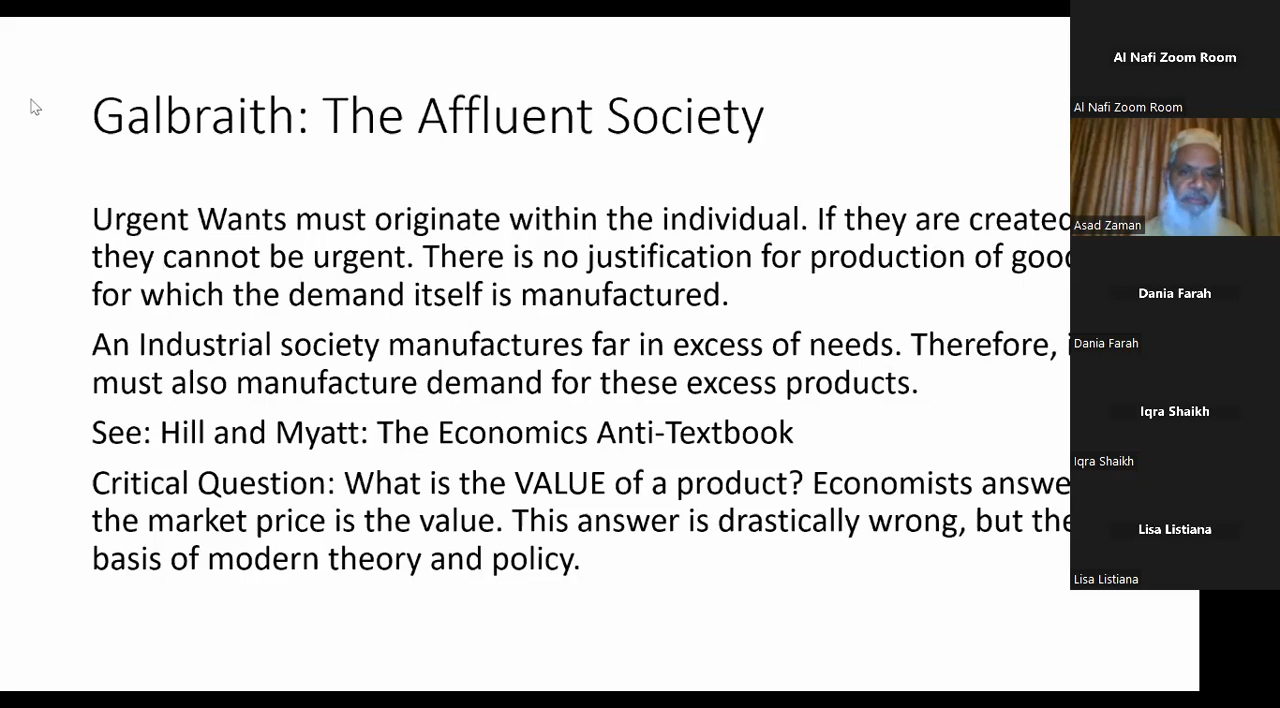 Galbraith: The Affluent Society
Urgent Wants must originate within the individual. If they are created
they cannot be urgent. There is no justification for production of
for which the demand itself is manufactured.
An Industrial society manufactures far in excess of needs. Therefore,
must also manufacture demand for these excess products.
See: Hill and Myatt: The Economics Anti-Textbook
Critical Question: What is the VALUE of a product? Economists
the market price is the value. This answer is drastically wrong, but
basis of modern theory and policy.
Al Nafi Zoom Room
Al Nafi Zoom Room
Asad Zaman
Dania Farah
Dania Farah
Iqra Shaikh
Iqra Shaikh
Lisa Listiana
Lisa Listiana